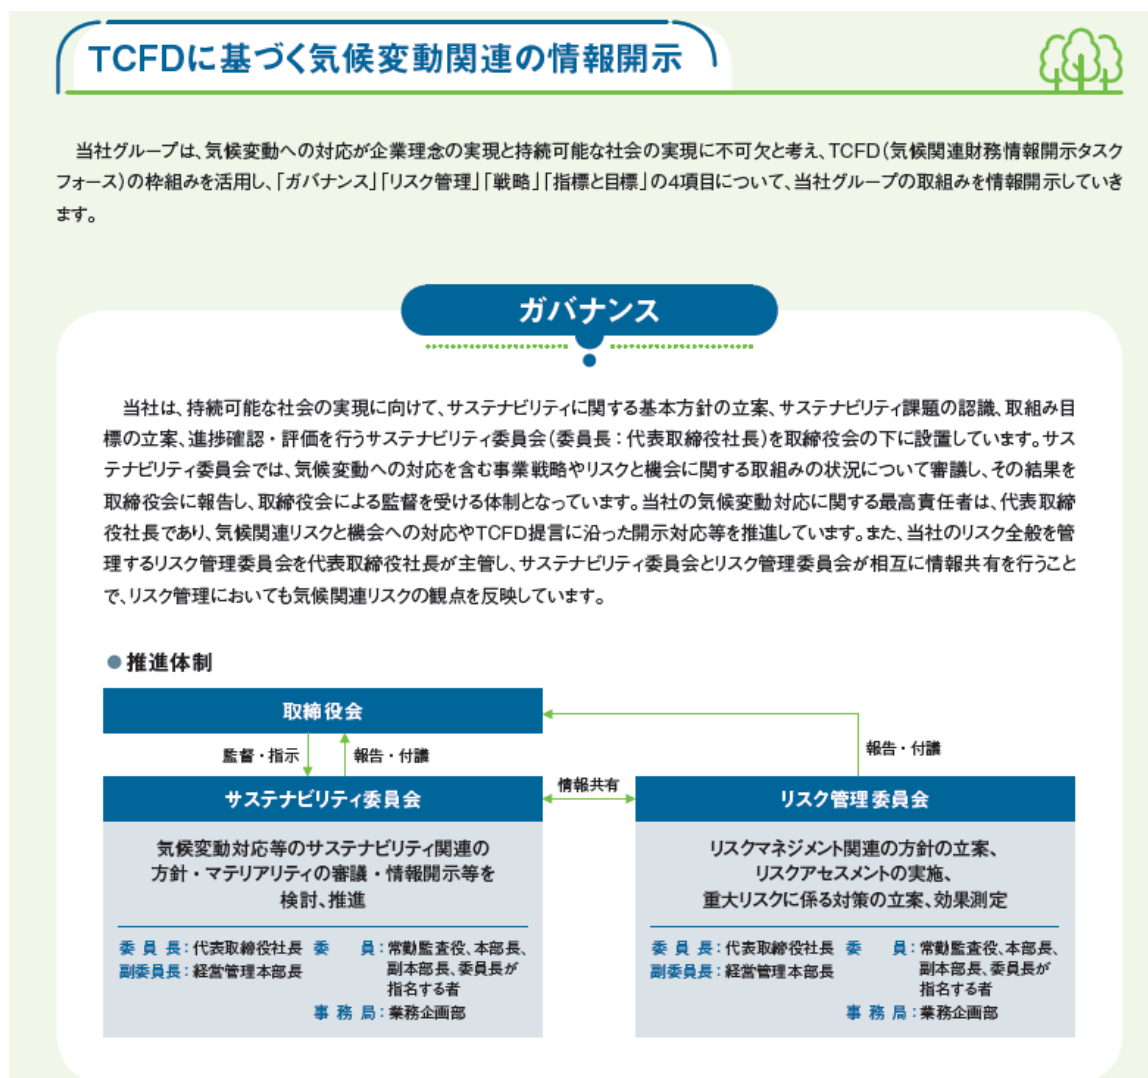 TCFDに基づく気候変動関連の情報開示
当社グループは、気候変動への対応が企業理念の実現と持続可能な社会の実現に不可欠と考え、TCFD（気候関連財務情報開示タスク
フォース）の枠組みを活用し、「ガバナンス」「リスク管理」「戦略」「指標と目標」の4項目について、当社グループの取組みを情報開示していき
ます。
ガバナンス
当社は、持続可能な社会の実現に向けて、サステナビリティに関する基本方針の立案、サステナビリティ課題の認識、取組み目
標の立案、進捗確認・評価を行うサステナビリティ委員会（委員長：代表取締役社長）を取締役会の下に設置しています。サス
テナビリティ委員会では、気候変動への対応を含む事業戦略やリスクと機会に関する取組みの状況について審議し、その結果を
取締役会に報告し、取締役会による監督を受ける体制となっています。当社の気候変動対応に関する最高責任者は、代表取締
役社長であり、気候関連リスクと機会への対応やTCFD提言に沿った開示対応等を推進しています。また、当社のリスク全般を管
理するリスク管理委員会を代表取締役社長が主管し、サステナビリティ委員会とリスク管理委員会が相互に情報共有を行うこと
で、リスク管理においても気候関連リスクの観点を反映しています。
●推進体制
取締役会
監督・指示
報告・付議
報告・付議
サステナビリティ委員会
情報共有
リスク管理委員会
気候変動対応等のサステナビリティ関連の
方針・マテリアリティの審議・情報開示等を
検討、推進
委員長：代表取締役社長
副委員長：経営管理本部長
委員：常勤監査役、本部長、
副本部長、委員長が
指名する者
事務局：業務企画部
リスクマネジメント関連の方針の立案、
リスクアセスメントの実施、
重大リスクに係る対策の立案、効果測定
委員長：代表取締役社長
副委員長：経営管理本部長
委員：常勤監査役、本部長、
副本部長、委員長が
指名する者
事務局：業務企画部